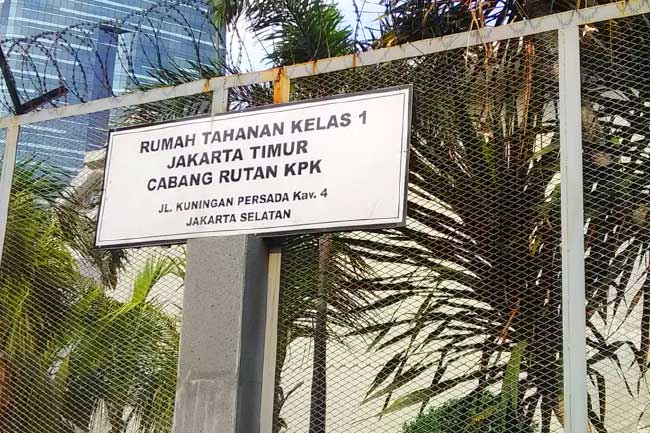 RUMAH TAHANAN KELAS 1
JAKARTA TIMUR
CABANG RUTAN KPK
JL. KUNINGAN PERSADA Kav. 4
JAKARTA SELATAN